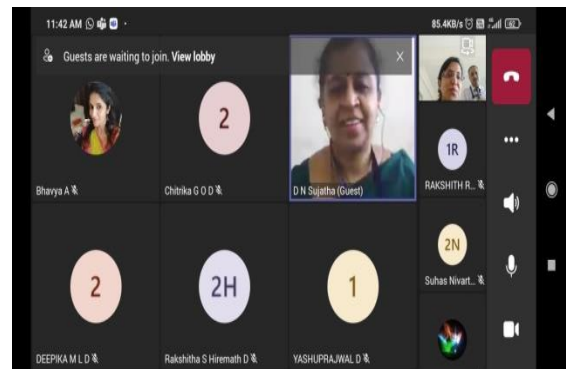 11:42 AM
85.4KB/s
62
Guests are waiting to join. View lobby
X
2
1R
Bhavya A
Chitrika G O D
D N Sujatha (Guest)
RAKSHITH R...
2
2H
1
2N
Suhas Nivart...
DEEPIKA M L D
Rakshitha S Hiremath D
YASHUPRAJWAL D